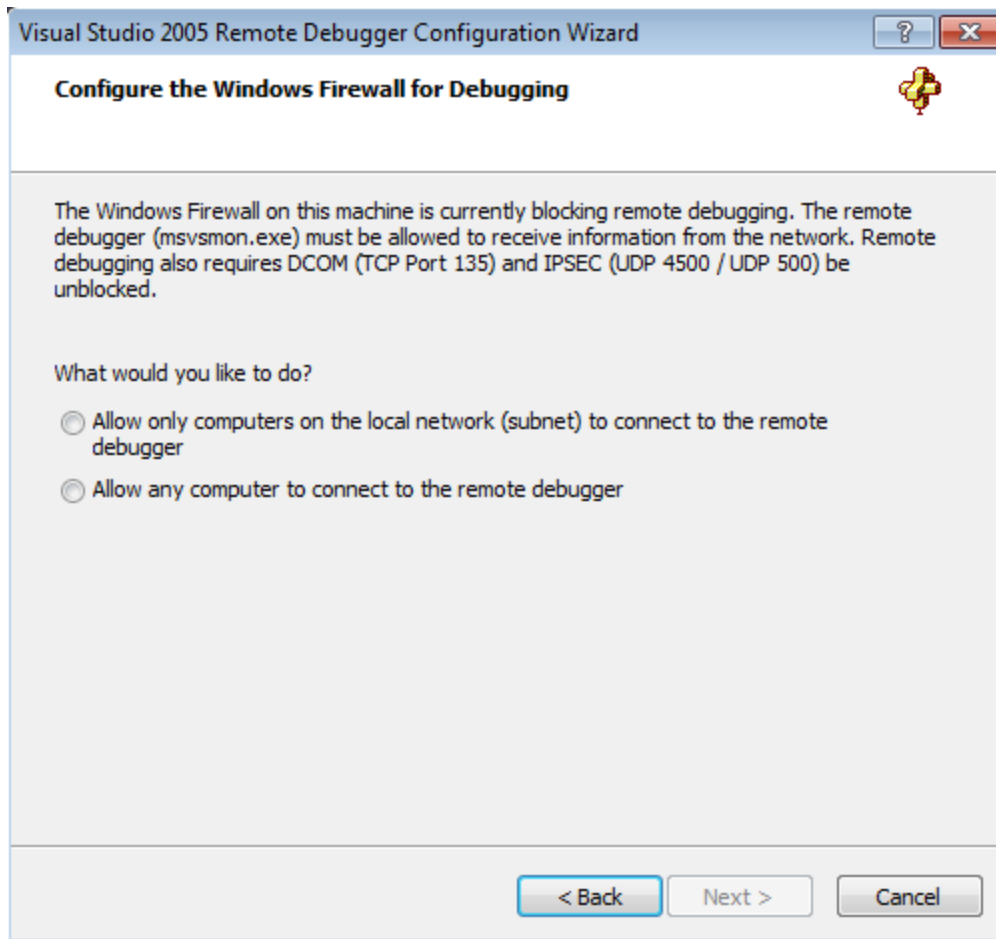 Visual Studio 2005 Remote Debugger Configuration Wizard
Configure the Windows Firewall for Debugging
The Windows Firewall on this machine is currently blocking remote debugging. The remote
debugger (msvsmon.exe) must be allowed to receive information from the network. Remote
debugging also requires DCOM (TCP Port 135) and IPSEC (UDP 4500 / UDP 500) be
unblocked.
What would you like to do?
Allow only computers on the local network (subnet) to connect to the remote
debugger
Allow any computer to connect to the remote debugger
< Back Next > Cancel